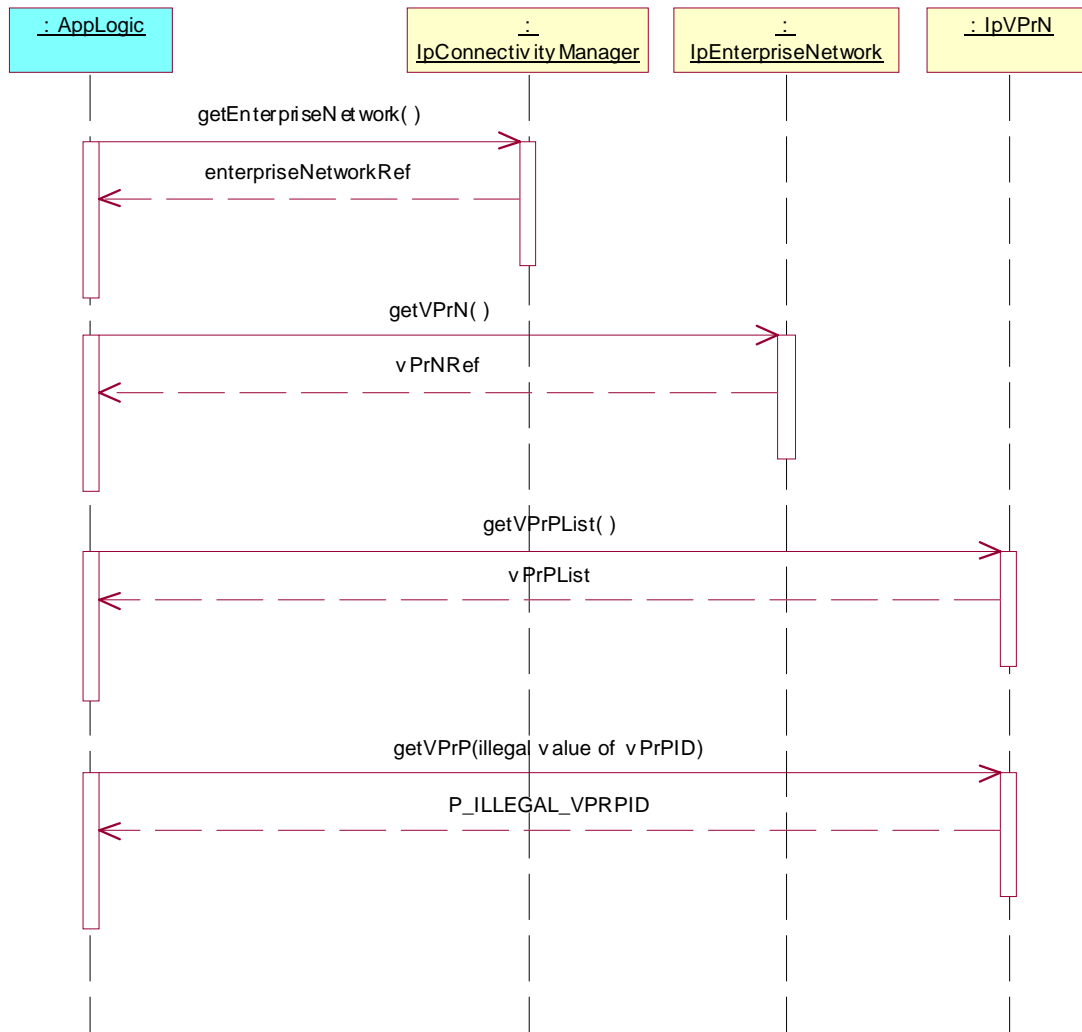 : AppLogic
:
IpConnectivityManager
:
IpEnterpriseNetwork
: IpVPrN
getEnterpriseNetwork( )
enterpriseNetworkRef
getVPrN( )
vPrNRef
getVPrPList( )
vPrPList
getVPrP(illegal value of vPrPID)
P_ILLEGAL_VPRPID